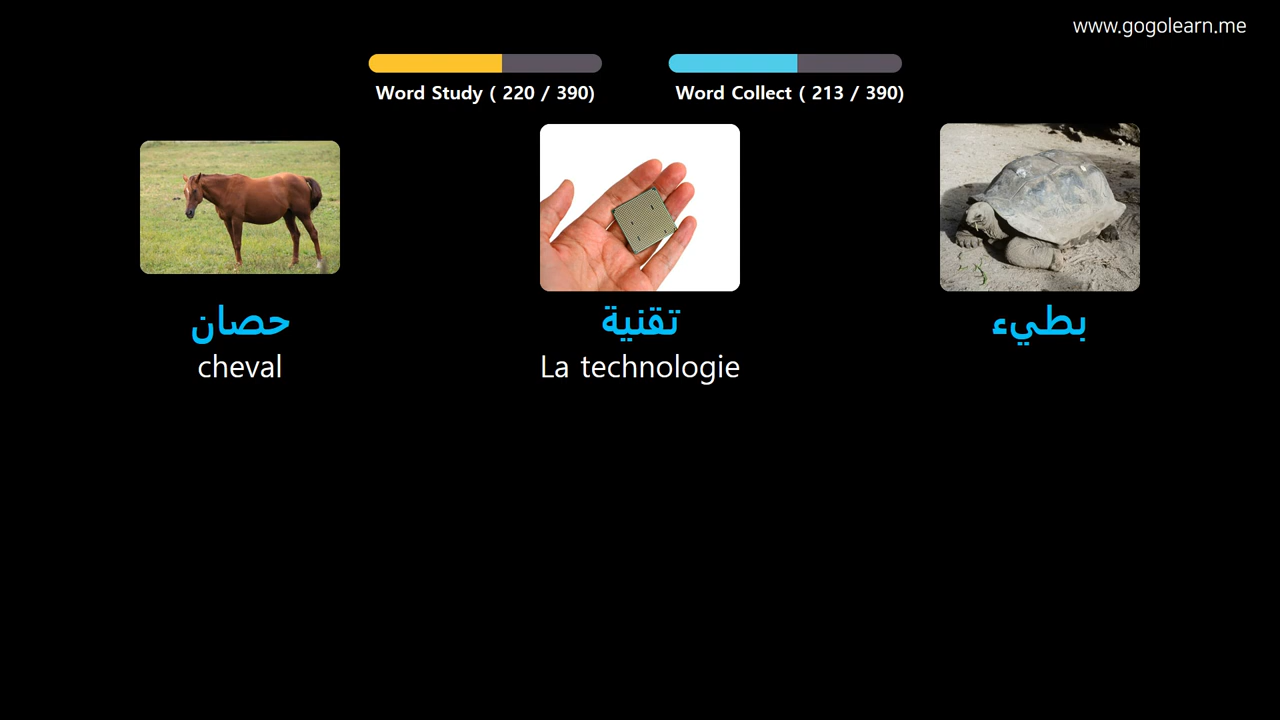 www.gogolearn.me
Word Study ( 220 / 390)
Word Collect ( 213 / 390)
حصان
cheval
تقنية
La technologie
بطيء